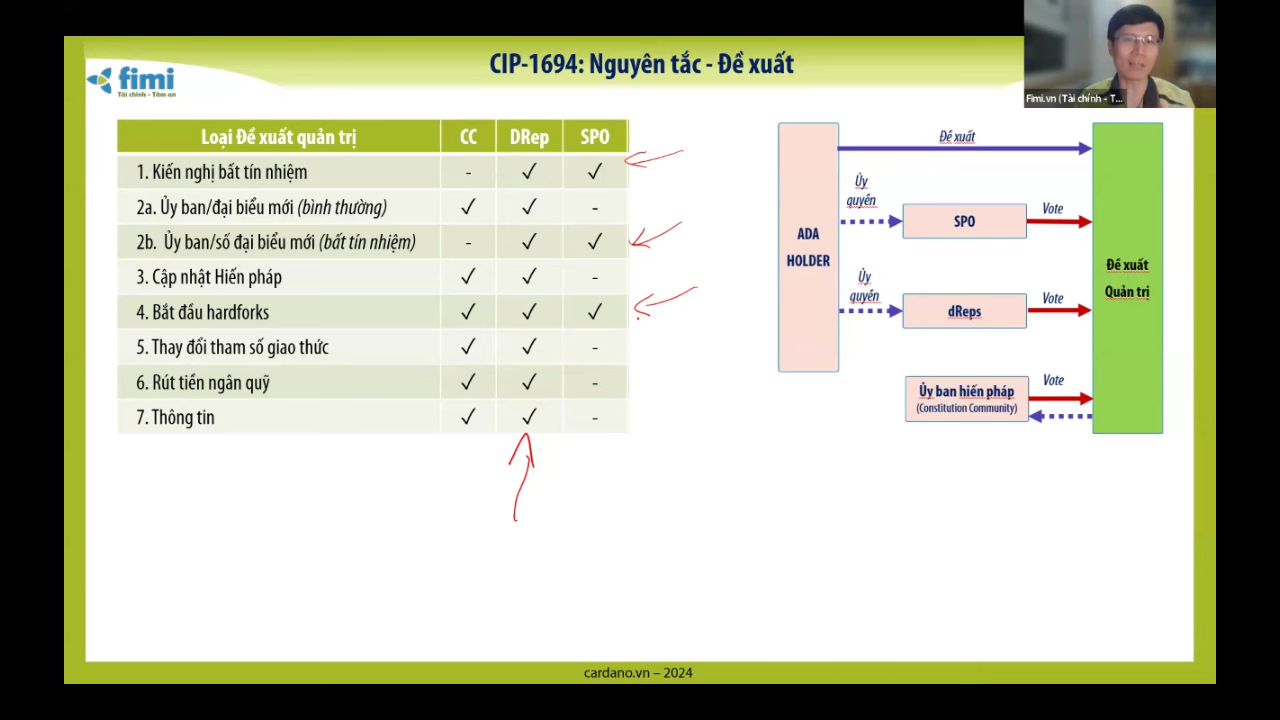 CIP-1694: Nguyên tắc - Đề xuất
fimi
Tài chính - Tâm an
Fimi.vn (Tài chính - T...
Loại Đề xuất quản trị CC DRep SPO
1. Kiến nghị bất tín nhiệm - ✓ ✓
2a. Ủy ban/đại biểu mới (bình thường) ✓ ✓ -
2b. Ủy ban/số đại biểu mới (bất tín nhiệm) - ✓ ✓
3. Cập nhật Hiến pháp ✓ ✓ -
4. Bắt đầu hardforks ✓ ✓ ✓
5. Thay đổi tham số giao thức ✓ ✓ -
6. Rút tiền ngân quỹ ✓ ✓ -
7. Thông tin ✓ ✓ -
ADA
HOLDER
Đề xuất
Ủy
quyền
SPO
Vote
Ủy
quyền
dReps
Vote
Ủy ban hiến pháp
(Constitution Community)
Vote
Đề xuất
Quản trị
cardano.vn – 2024